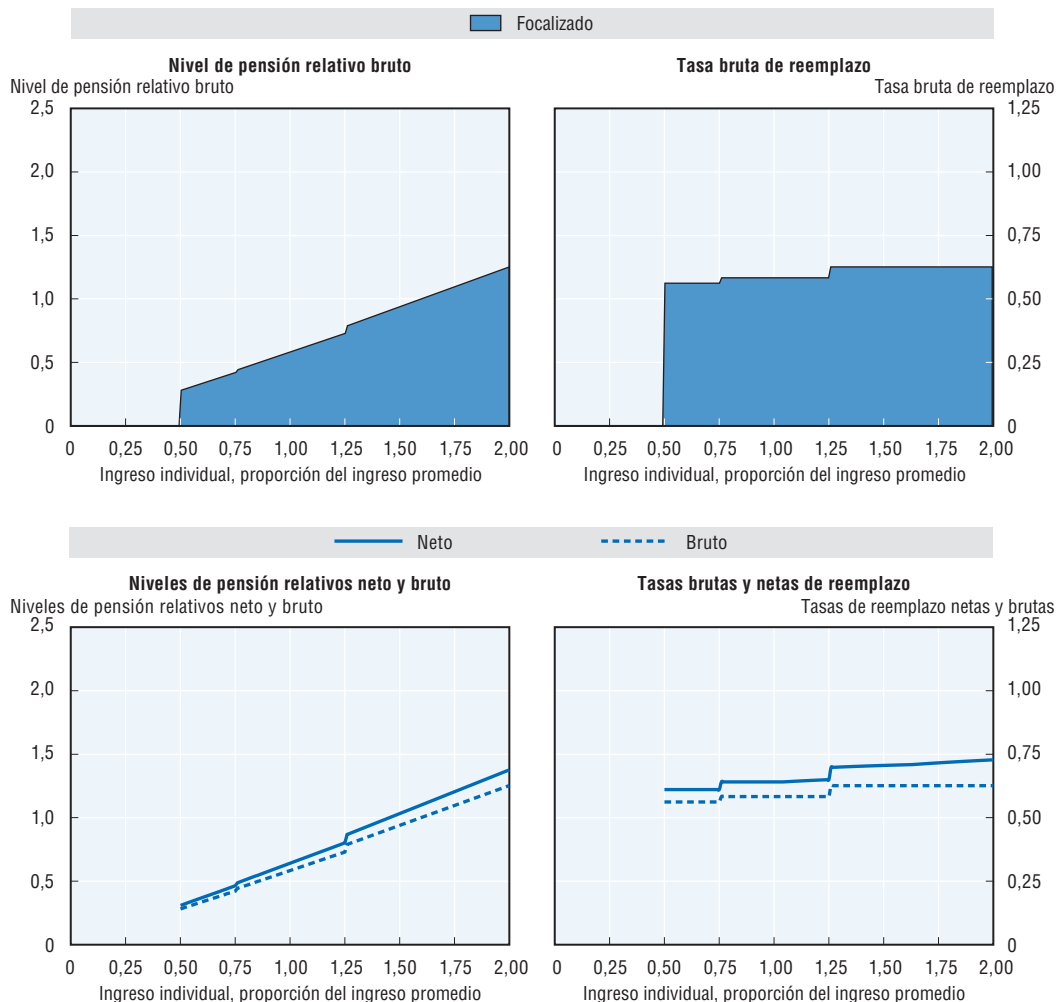 Focalizado
Nivel de pensión relativo bruto
Nivel de pensión relativo bruto
2,5
2,0
1,5
1,0
0,5
0
0 0,25 0,50 0,75 1,00 1,25 1,50 1,75 2,00
Ingreso individual, proporción del ingreso promedio
Tasa bruta de reemplazo
Tasa bruta de reemplazo
1,25
1,00
0,75
0,50
0,25
0
0 0,25 0,50 0,75 1,00 1,25 1,50 1,75 2,00
Ingreso individual, proporción del ingreso promedio
Neto Bruto
Niveles de pensión relativos neto y bruto
Niveles de pensión relativos neto y bruto
2,5
2,0
1,5
1,0
0,5
0
0 0,25 0,50 0,75 1,00 1,25 1,50 1,75 2,00
Ingreso individual, proporción del ingreso promedio
Tasas brutas y netas de reemplazo
Tasas de reemplazo netas y brutas
1,25
1,00
0,75
0,50
0,25
0
0 0,25 0,50 0,75 1,00 1,25 1,50 1,75 2,00
Ingreso individual, proporción del ingreso promedio